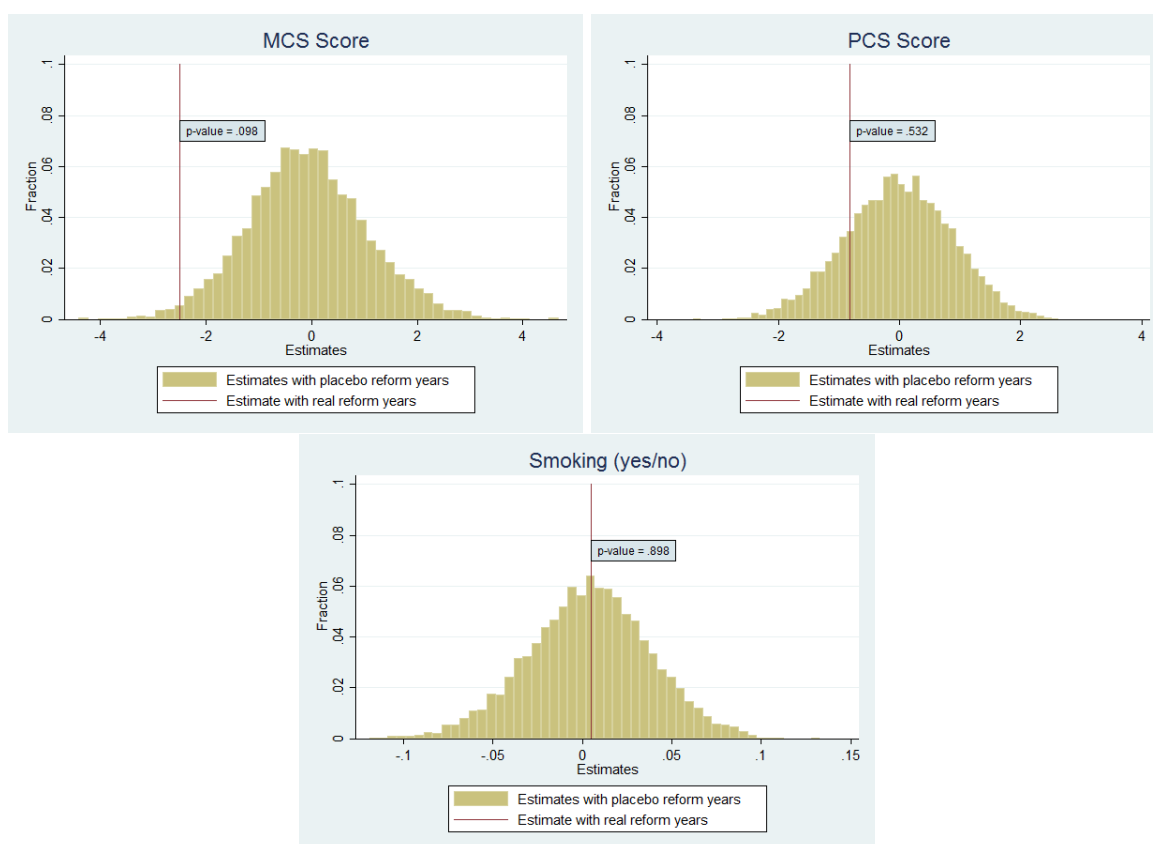 MCS Score
.1
.08
.06
.04
.02
0
Fraction
p-value = .098
-4
-2
0
2
4
Estimates
Estimates with placebo reform years
Estimate with real reform years
PCS Score
.1
.08
.06
.04
.02
0
Fraction
p-value = .532
-4
-2
0
2
4
Estimates
Estimates with placebo reform years
Estimate with real reform years
Smoking (yes/no)
.1
.08
.06
.04
.02
0
Fraction
p-value = .898
-.1
-.05
0
.05
.1
.15
Estimates
Estimates with placebo reform years
Estimate with real reform years